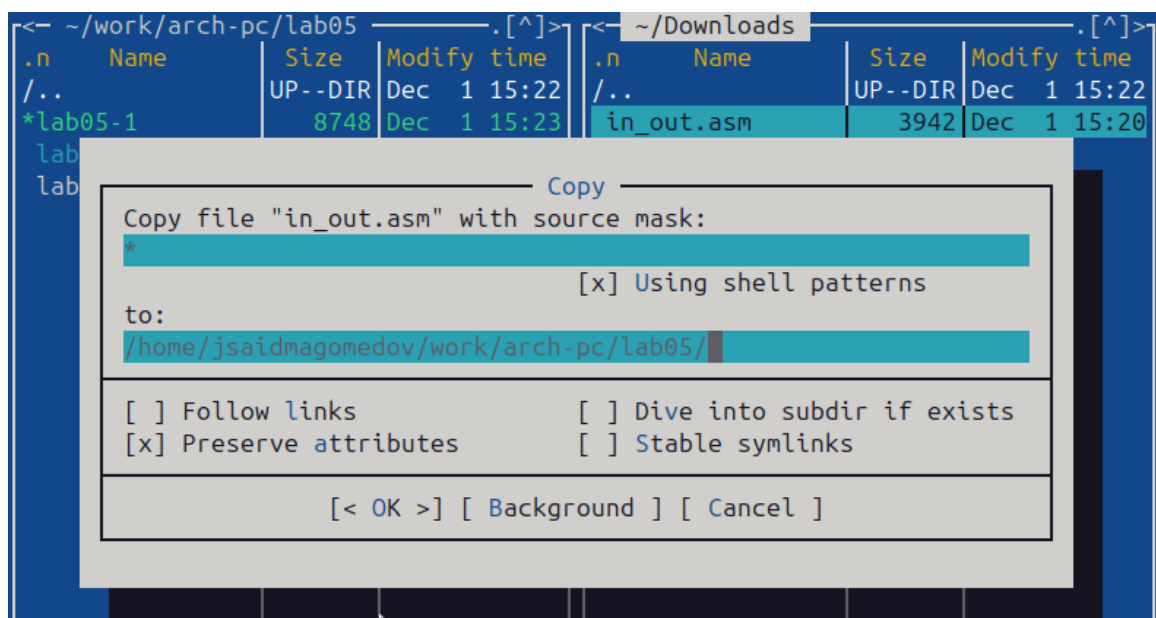 <─ ~/work/arch-pc/lab05 ─.[^]>
.n Name Size Modify time
/.. UP--DIR Dec 1 15:22
*lab05-1 8748 Dec 1 15:23
lab
lab
<─ ~/Downloads ─.[^]>
.n Name Size Modify time
/.. UP--DIR Dec 1 15:22
in_out.asm 3942 Dec 1 15:20
Copy
Copy file "in_out.asm" with source mask:
*
[x] Using shell patterns
to:
/home/jsaidmagomedov/work/arch-pc/lab05/
[ ] Follow links [ ] Dive into subdir if exists
[x] Preserve attributes [ ] Stable symlinks
[< OK >] [ Background ] [ Cancel ]